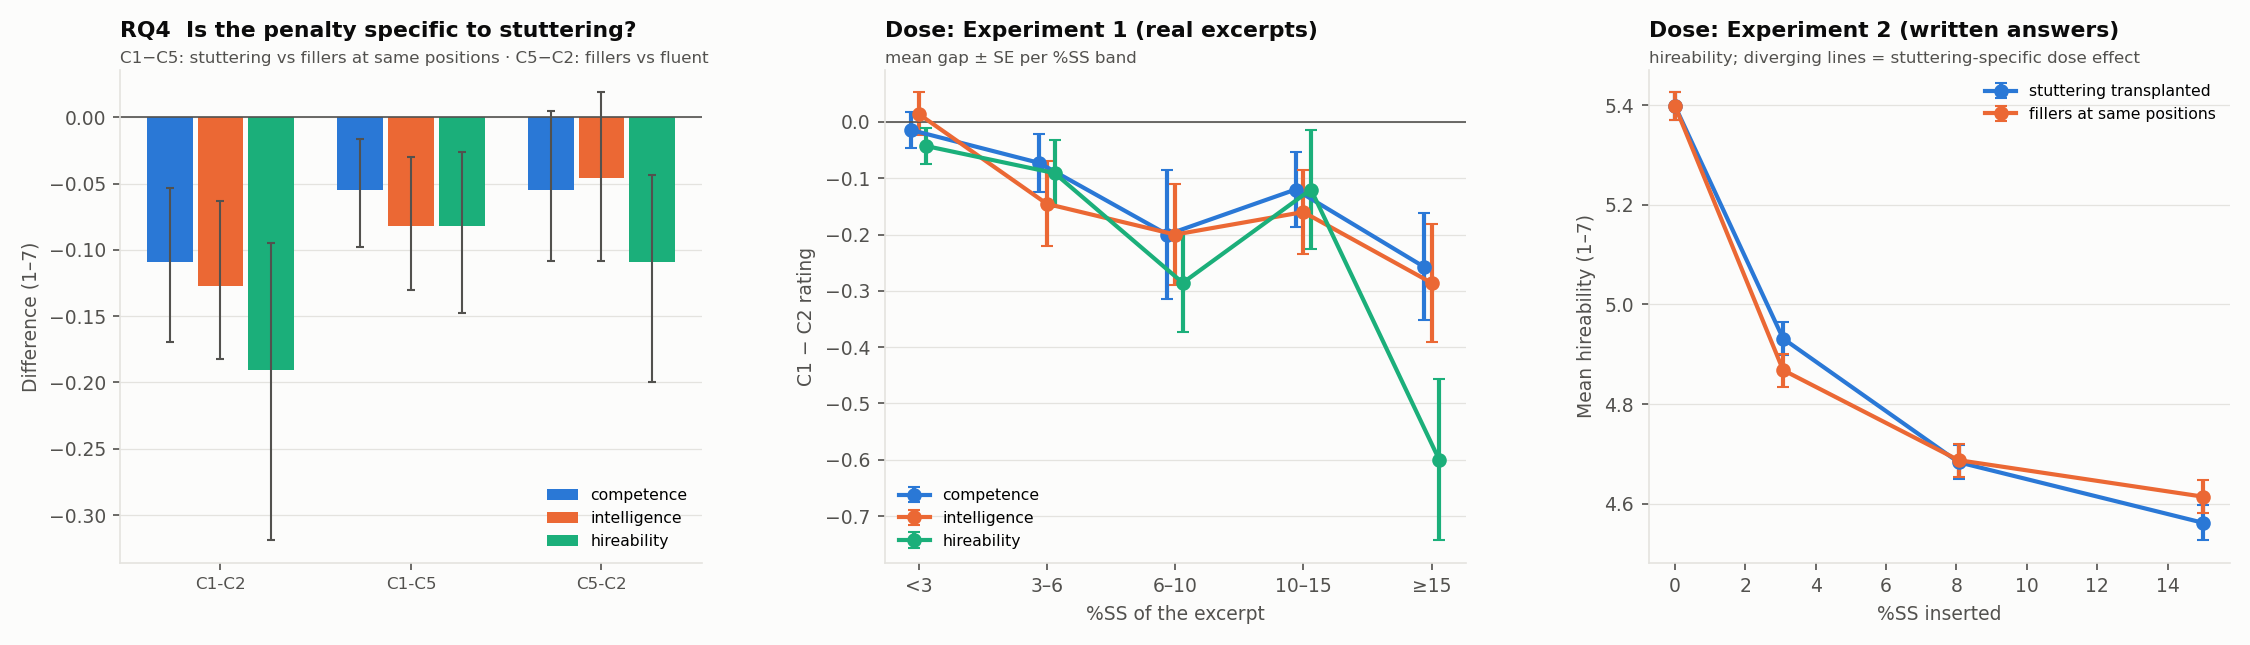 RQ4  Is the penalty specific to stuttering?
C1−C5: stuttering vs fillers at same positions · C5−C2: fillers vs fluent
Difference (1–7)
0.00
−0.05
−0.10
−0.15
−0.20
−0.25
−0.30
C1-C2
C1-C5
C5-C2
competence
intelligence
hireability
Dose: Experiment 1 (real excerpts)
mean gap ± SE per %SS band
C1 − C2 rating
0.0
−0.1
−0.2
−0.3
−0.4
−0.5
−0.6
−0.7
<3
3–6
6–10
10–15
≥15
%SS of the excerpt
competence
intelligence
hireability
Dose: Experiment 2 (written answers)
hireability; diverging lines = stuttering-specific dose effect
Mean hireability (1–7)
5.4
5.2
5.0
4.8
4.6
0
2
4
6
8
10
12
14
%SS inserted
stuttering transplanted
fillers at same positions